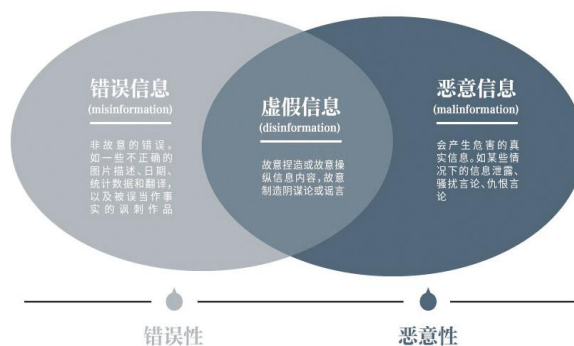 错误信息
(misinformation)
非故意的错误。
如一些不正确的
图片描述、日期、
统计数据和翻译，
以及被误当作事
实的讽刺作品
虚假信息
(disinformation)
故意捏造或故意操
纵信息内容，故意
制造阴谋论或谣言
恶意信息
(malinformation)
会产生危害的真
实信息。如某些情
况下的信息泄露、
骚扰言论、仇恨言
论
错误性
恶意性